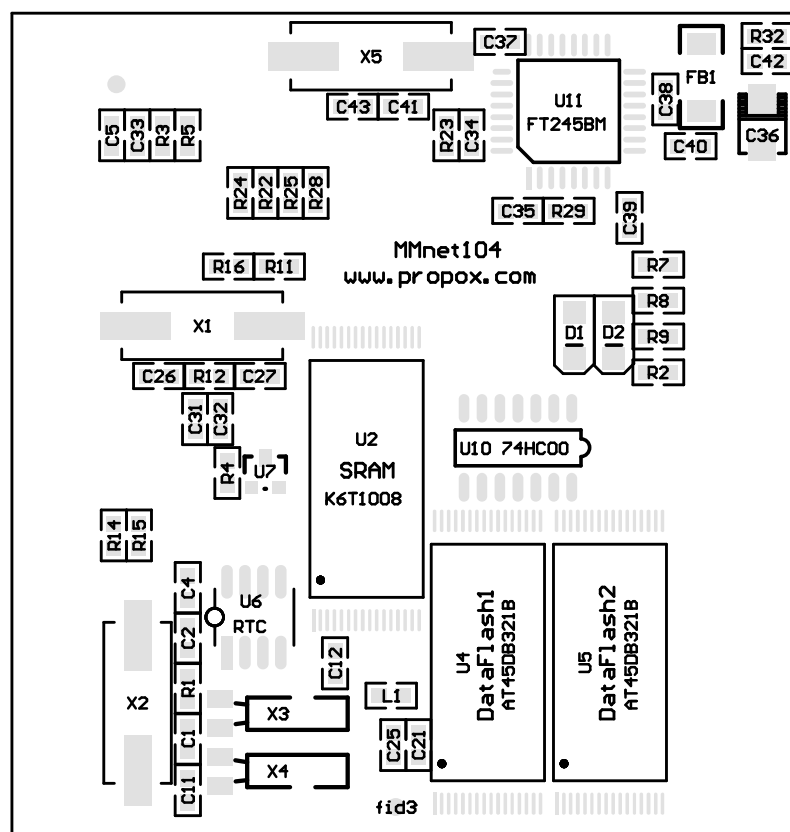 C37
R32
X5
C42
FB1
U11
C38
C43 C41
FT245BM
C36
C5 C33 R3 R5
R23 C34
C40
R24 R22 R25 R28
C35 R29
C39
MMnet104
www.propox.com
R16 R11
R7
R8
X1
D1 D2
R9
C26 R12 C27
R2
C31 C32
U2
SRAM
K6T1008
U10 74HC00
R4
U7
R14 R15
C4
U6
RTC
C2
C12
U4
DataFlash1
AT45DB321B
U5
DataFlash2
AT45DB321B
R1
L1
X2
X3
C1
C25 C21
X4
C11
fid3